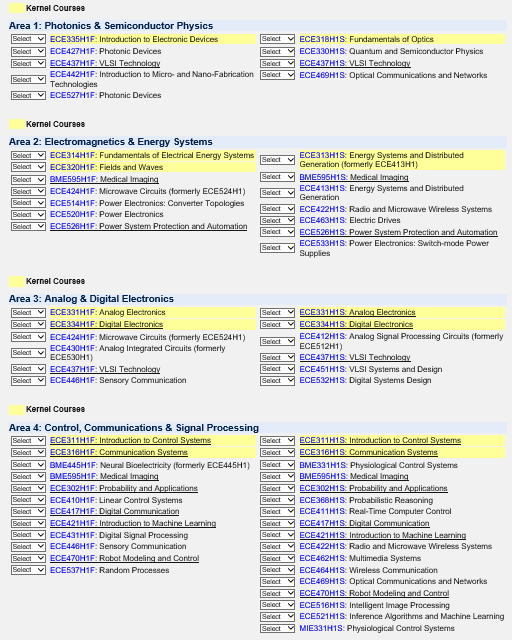 Kernel Courses
Area 1: Photonics & Semiconductor Physics
Select ECE335H1F: Introduction to Electronic Devices
Select ECE427H1F: Photonic Devices
Select ECE437H1F: VLSI Technology
Select ECE442H1F: Introduction to Micro- and Nano-Fabrication
Technologies
Select ECE527H1F: Photonic Devices
Select ECE318H1S: Fundamentals of Optics
Select ECE330H1S: Quantum and Semiconductor Physics
Select ECE437H1S: VLSI Technology
Select ECE469H1S: Optical Communications and Networks
Kernel Courses
Area 2: Electromagnetics & Energy Systems
Select ECE314H1F: Fundamentals of Electrical Energy Systems
Select ECE320H1F: Fields and Waves
Select BME595H1F: Medical Imaging
Select ECE424H1F: Microwave Circuits (formerly ECE524H1)
Select ECE514H1F: Power Electronics: Converter Topologies
Select ECE520H1F: Power Electronics
Select ECE526H1F: Power System Protection and Automation
Select ECE313H1S: Energy Systems and Distributed
Generation (formerly ECE413H1)
Select BME595H1S: Medical Imaging
Select ECE413H1S: Energy Systems and Distributed
Generation
Select ECE422H1S: Radio and Microwave Wireless Systems
Select ECE463H1S: Electric Drives
Select ECE526H1S: Power System Protection and Automation
Select ECE533H1S: Power Electronics: Switch-mode Power
Supplies
Kernel Courses
Area 3: Analog & Digital Electronics
Select ECE331H1F: Analog Electronics
Select ECE334H1F: Digital Electronics
Select ECE424H1F: Microwave Circuits (formerly ECE524H1)
Select ECE430H1F: Analog Integrated Circuits (formerly
ECE530H1)
Select ECE437H1F: VLSI Technology
Select ECE446H1F: Sensory Communication
Select ECE331H1S: Analog Electronics
Select ECE334H1S: Digital Electronics
Select ECE412H1S: Analog Signal Processing Circuits (formerly
ECE512H1)
Select ECE437H1S: VLSI Technology
Select ECE451H1S: VLSI Systems and Design
Select ECE532H1S: Digital Systems Design
Kernel Courses
Area 4: Control, Communications & Signal Processing
Select ECE311H1F: Introduction to Control Systems
Select ECE316H1F: Communication Systems
Select BME445H1F: Neural Bioelectricity (formerly ECE445H1)
Select BME595H1F: Medical Imaging
Select ECE302H1F: Probability and Applications
Select ECE410H1F: Linear Control Systems
Select ECE417H1F: Digital Communication
Select ECE421H1F: Introduction to Machine Learning
Select ECE431H1F: Digital Signal Processing
Select ECE446H1F: Sensory Communication
Select ECE470H1F: Robot Modeling and Control
Select ECE537H1F: Random Processes
Select ECE311H1S: Introduction to Control Systems
Select ECE316H1S: Communication Systems
Select BME331H1S: Physiological Control Systems
Select BME595H1S: Medical Imaging
Select ECE302H1S: Probability and Applications
Select ECE368H1S: Probabilistic Reasoning
Select ECE411H1S: Real-Time Computer Control
Select ECE417H1S: Digital Communication
Select ECE421H1S: Introduction to Machine Learning
Select ECE422H1S: Radio and Microwave Wireless Systems
Select ECE462H1S: Multimedia Systems
Select ECE464H1S: Wireless Communication
Select ECE469H1S: Optical Communications and Networks
Select ECE470H1S: Robot Modeling and Control
Select ECE516H1S: Intelligent Image Processing
Select ECE521H1S: Inference Algorithms and Machine Learning
Select MIE331H1S: Physiological Control Systems